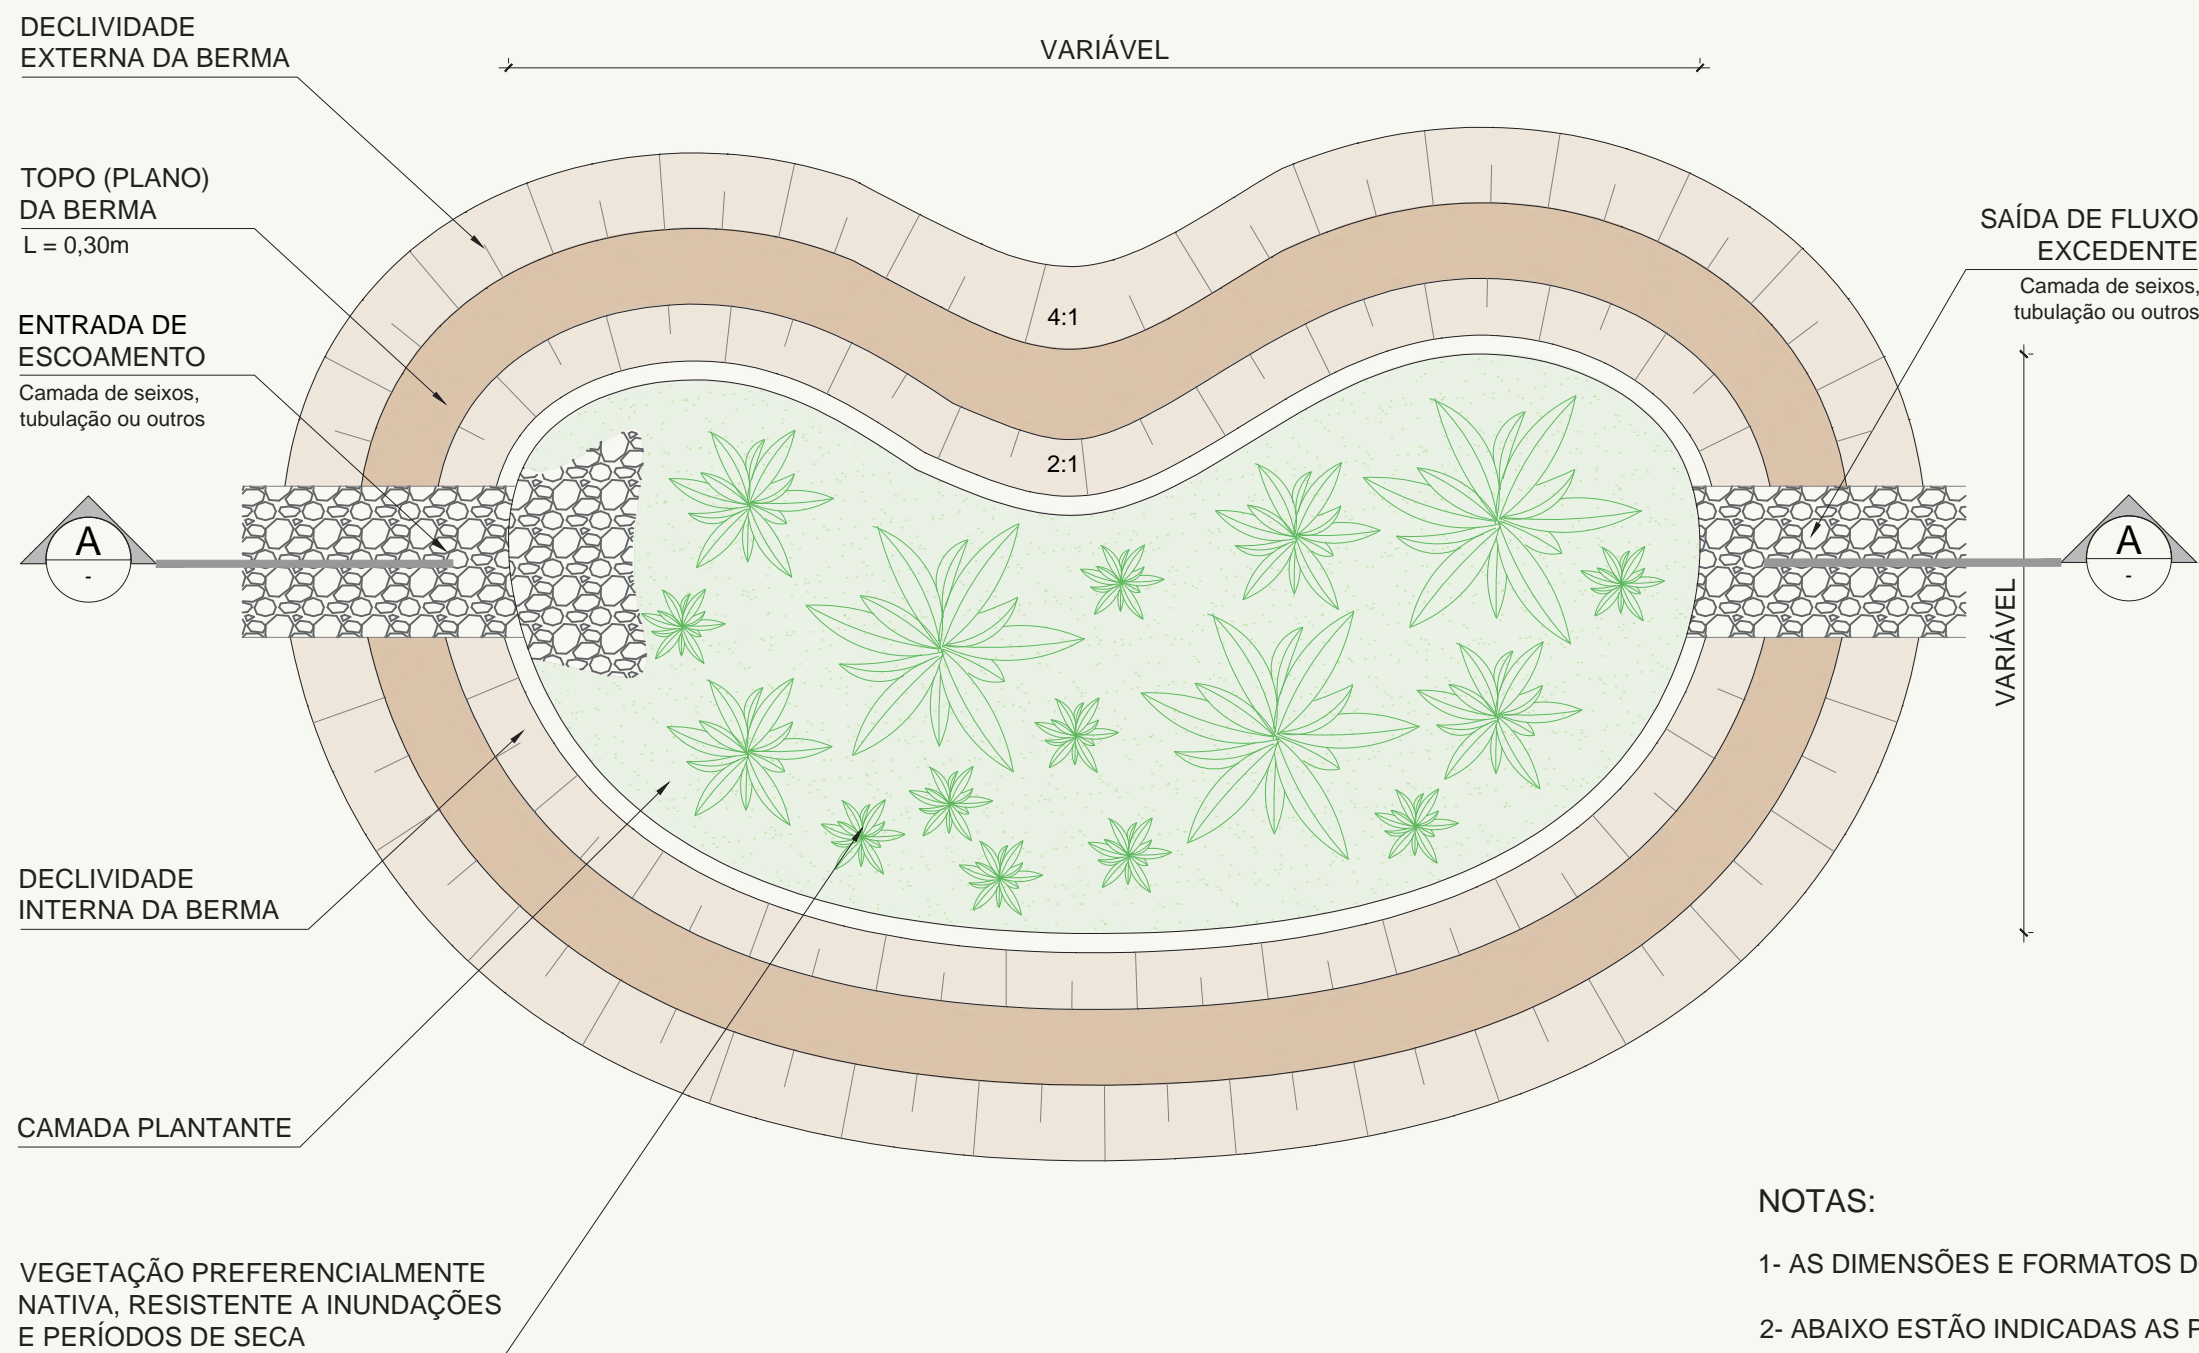 DECLIVIDADE
EXTERNA DA BERMA
VARIÁVEL
TOPO (PLANO)
DA BERMA
L = 0,30m
ENTRADA DE
ESCOAMENTO
Camada de seixos,
tubulação ou outros
SAÍDA DE FLUXO
EXCEDENTE
Camada de seixos,
tubulação ou outros
4:1
2:1
A
-
A
-
VARIÁVEL
DECLIVIDADE
INTERNA DA BERMA
CAMADA PLANTANTE
VEGETAÇÃO PREFERENCIALMENTE
NATIVA, RESISTENTE A INUNDAÇÕES
E PERÍODOS DE SECA
NOTAS:
1- AS DIMENSÕES E FORMATOS
2- ABAIXO ESTÃO INDICADAS AS